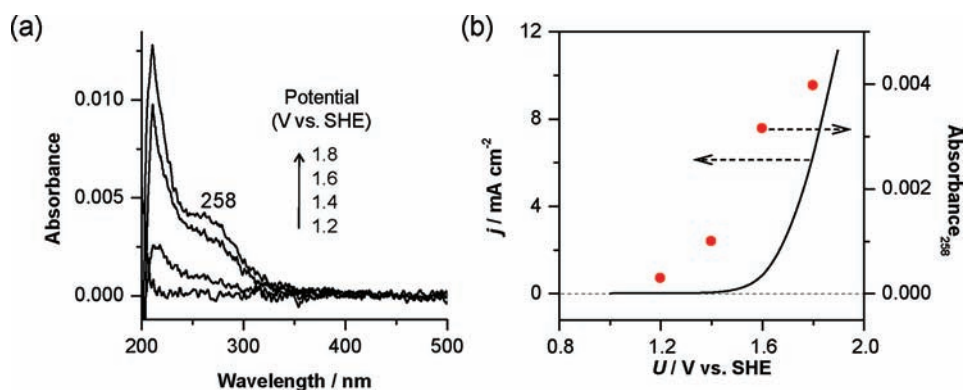 (a)
Absorbance
0.010
0.005
0.000
258
Potential
(V vs. SHE)
1.8
1.6
1.4
1.2
200
300
400
500
Wavelength / nm
(b)
j / mA cm⁻²
12
8
4
0
0.004
0.002
0.000
Absorbance₂₅₈
0.8
1.2
1.6
2.0
U / V vs. SHE